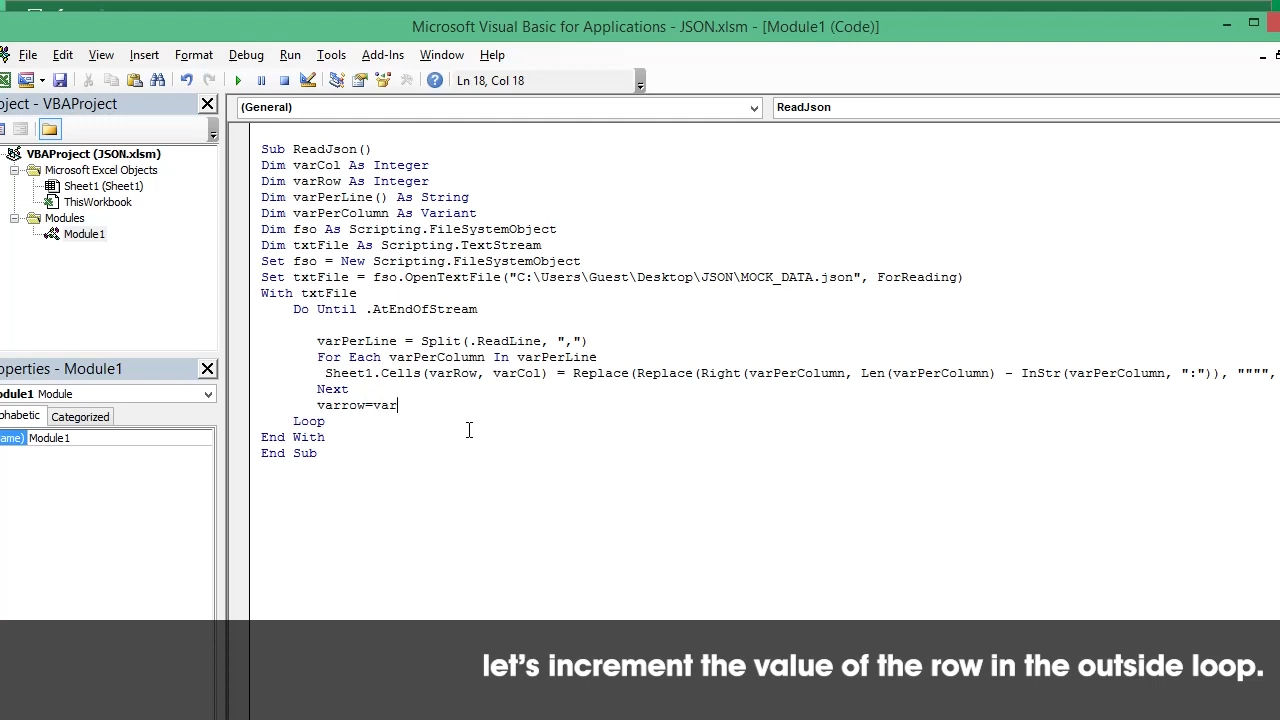 Microsoft Visual Basic for Applications - JSON.xlsm - [Module1 (Code)]
File Edit View Insert Format Debug Run Tools Add-Ins Window Help
Ln 18, Col 18
oject - VBAProject
(General)
ReadJson
VBAProject (JSON.xlsm)
Microsoft Excel Objects
Sheet1 (Sheet1)
ThisWorkbook
Modules
Module1
Sub ReadJson()
Dim varCol As Integer
Dim varRow As Integer
Dim varPerLine() As String
Dim varPerColumn As Variant
Dim fso As Scripting.FileSystemObject
Dim txtFile As Scripting.TextStream
Set fso = New Scripting.FileSystemObject
Set txtFile = fso.OpenTextFile("C:\Users\Guest\Desktop\JSON\MOCK_DATA.json", ForReading)
With txtFile
Do Until .AtEndOfStream
varPerLine = Split(.ReadLine, ",")
For Each varPerColumn In varPerLine
Sheet1.Cells(varRow, varCol) = Replace(Replace(Right(varPerColumn, Len(varPerColumn) - InStr(varPerColumn, ":")), """",
Next
varrow=var
Loop
End With
End Sub
operties - Module1
odule1 Module
phabetic Categorized
ame) Module1
let's increment the value of the row in the outside loop.